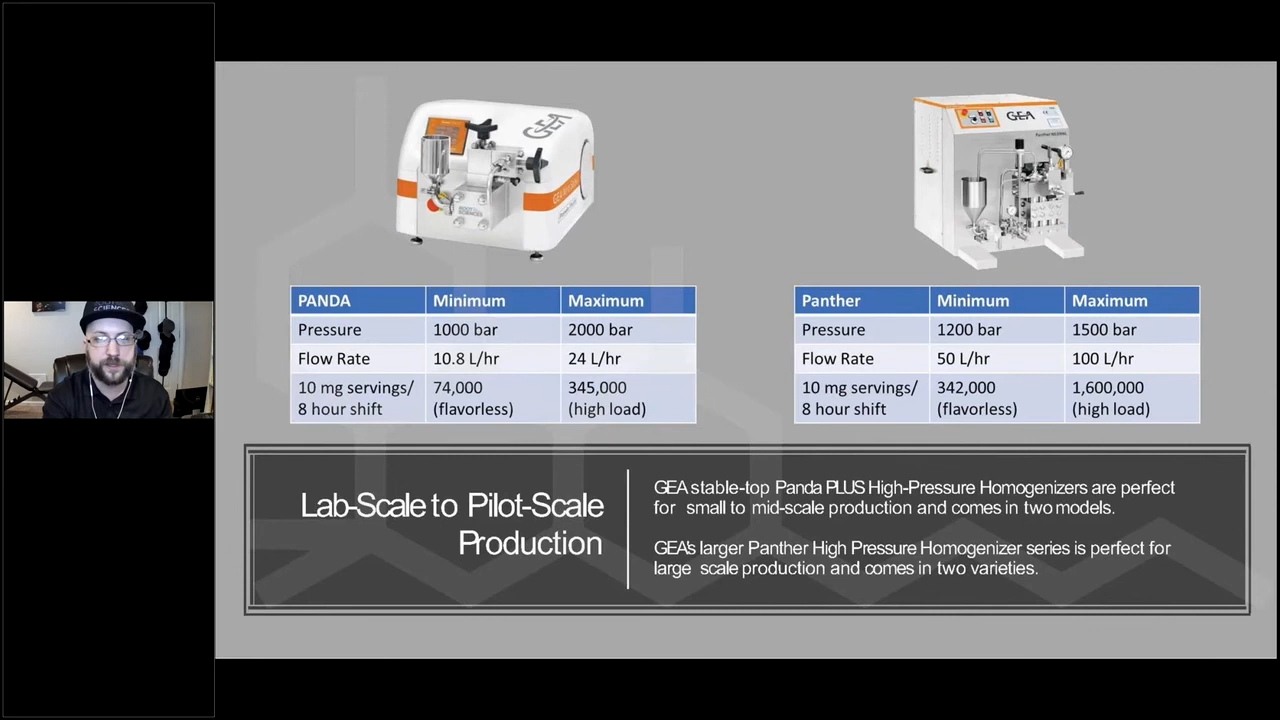 GEA
GEA
PANDA Minimum Maximum
Pressure 1000 bar 2000 bar
Flow Rate 10.8 L/hr 24 L/hr
10 mg servings/ 74,000 345,000
8 hour shift (flavorless) (high load)
Panther Minimum Maximum
Pressure 1200 bar 1500 bar
Flow Rate 50 L/hr 100 L/hr
10 mg servings/ 342,000 1,600,000
8 hour shift (flavorless) (high load)
Lab-Scale to Pilot-Scale
Production
GEA stable-top Panda PLUS High-Pressure Homogenizers are perfect
for small to mid-scale production and comes in two models.
GEA's larger Panther High Pressure Homogenizer series is perfect for
large scale production and comes in two varieties.